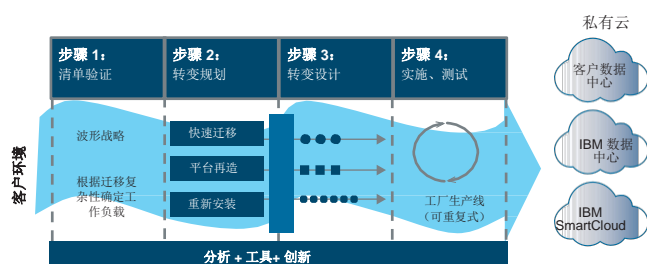 私有云
步骤 1:
清单验证
步骤 2:
转变规划
步骤 3:
转变设计
步骤 4:
实施、测试
客户环境
波形战略
根据迁移复
杂性确定工
作负载
快速迁移
平台再造
重新安装
工厂生产线
（可重复式）
客户数据
中心
IBM 数据
中心
IBM
SmartCloud
分析 + 工具+ 创新